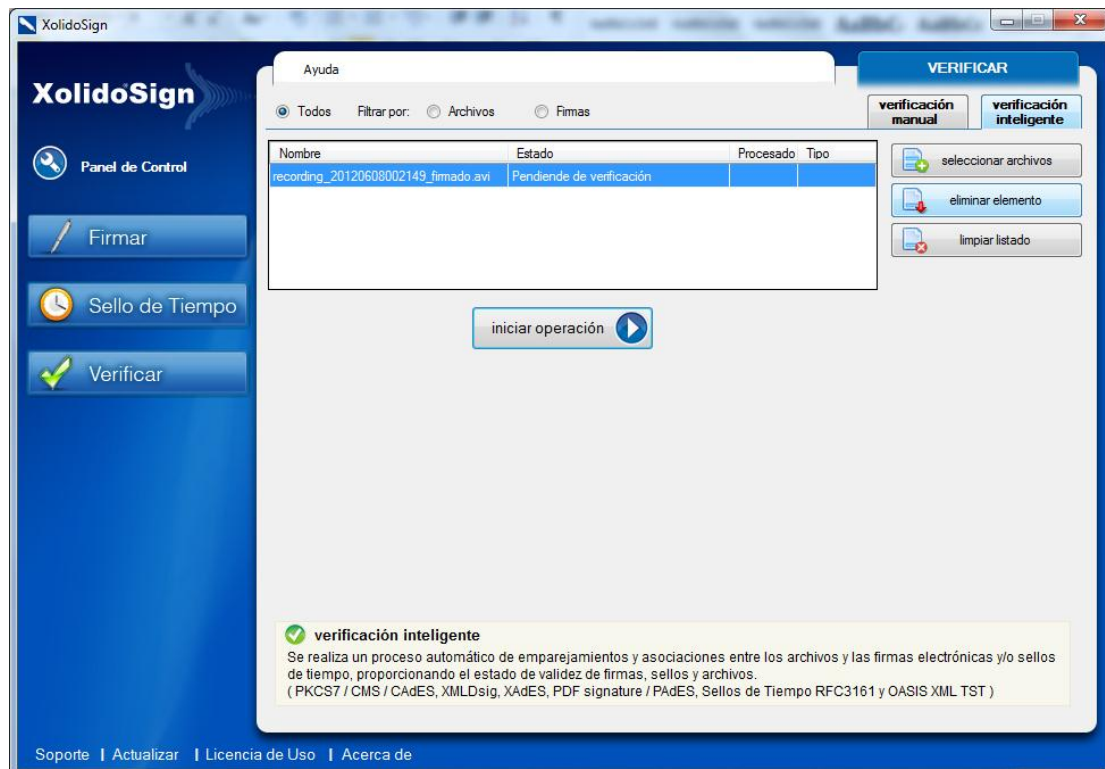 XolidoSign
XolidoSign
Panel de Control
Firmar
Sello de Tiempo
Verificar
Ayuda
VERIFICAR
Todos Filtrar por: Archivos Firmas
verificación
manual
verificación
inteligente
Nombre Estado Procesado Tipo
recording_20120608002149_firmado.avi Pendiende de verificación
seleccionar archivos
eliminar elemento
limpiar listado
iniciar operación
verificación inteligente
Se realiza un proceso automático de emparejamientos y asociaciones entre los archivos y las firmas electrónicas y/o sellos
de tiempo, proporcionando el estado de validez de firmas, sellos y archivos.
( PKCS7 / CMS / CAdES, XMLDsig, XAdES, PDF signature / PAdES, Sellos de Tiempo RFC3161 y OASIS XML TST )
Soporte | Actualizar | Licencia de Uso | Acerca de